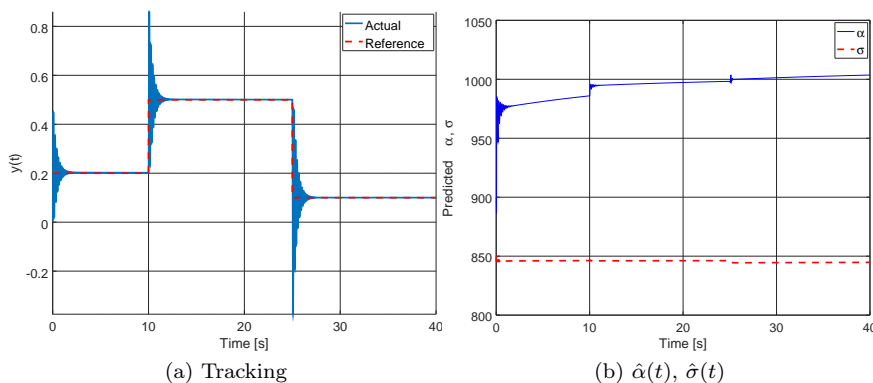 Actual
Reference
0.8
0.6
0.4
0.2
0
-0.2
y(t)
0
10
20
30
40
Time [s]
(a) Tracking
α
σ
1050
1000
950
900
850
800
Predicted α, σ
0
10
20
30
40
Time [s]
(b) α̂(t), σ̂(t)